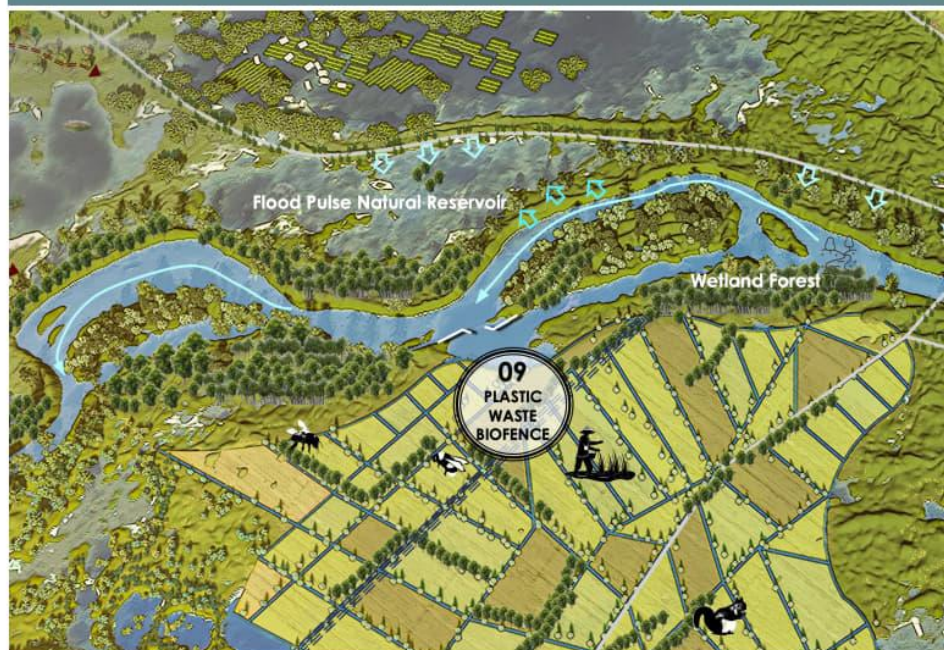 Flood Pulse Natural Reservoir
Wetland Forest
09
PLASTIC
WASTE
BIOFENCE